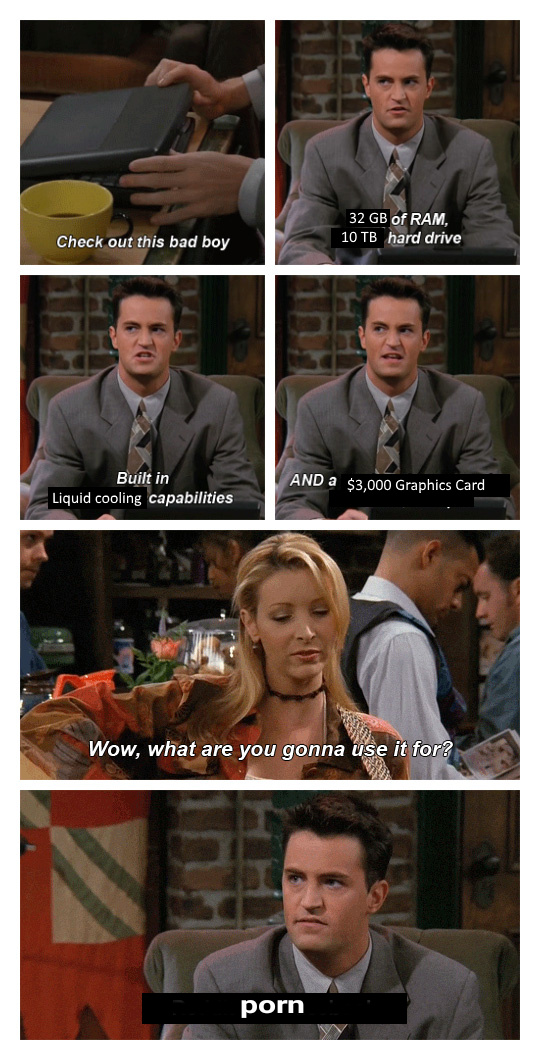 Check out this bad boy
32 GB of RAM,
10 TB hard drive
Built in
Liquid cooling capabilities
AND a $3,000 Graphics Card
Wow, what are you gonna use it for?
porn